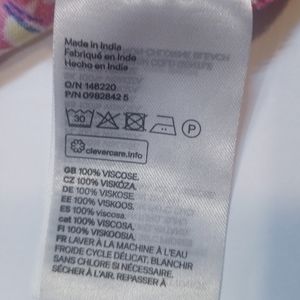 Made in India
Fabriqué en Inde
Hecho en India
O/N 148220
P/N 0982842 5
30
P
clevercare.info
GB 100% VISCOSE.
CZ 100% VISKÓZA.
DE 100% VISKOSE.
EE 100% VISKOOS.
ES 100% viscosa.
cat 100% viscosa.
FI 100% VISKOOSIA.
FR LAVER À LA MACHINE À L'EAU
FROIDE CYCLE DÉLICAT. BLANCHIR
SANS CHLORE SI NÉCESSAIRE.
SÉCHER À L'AIR. REPASSER À